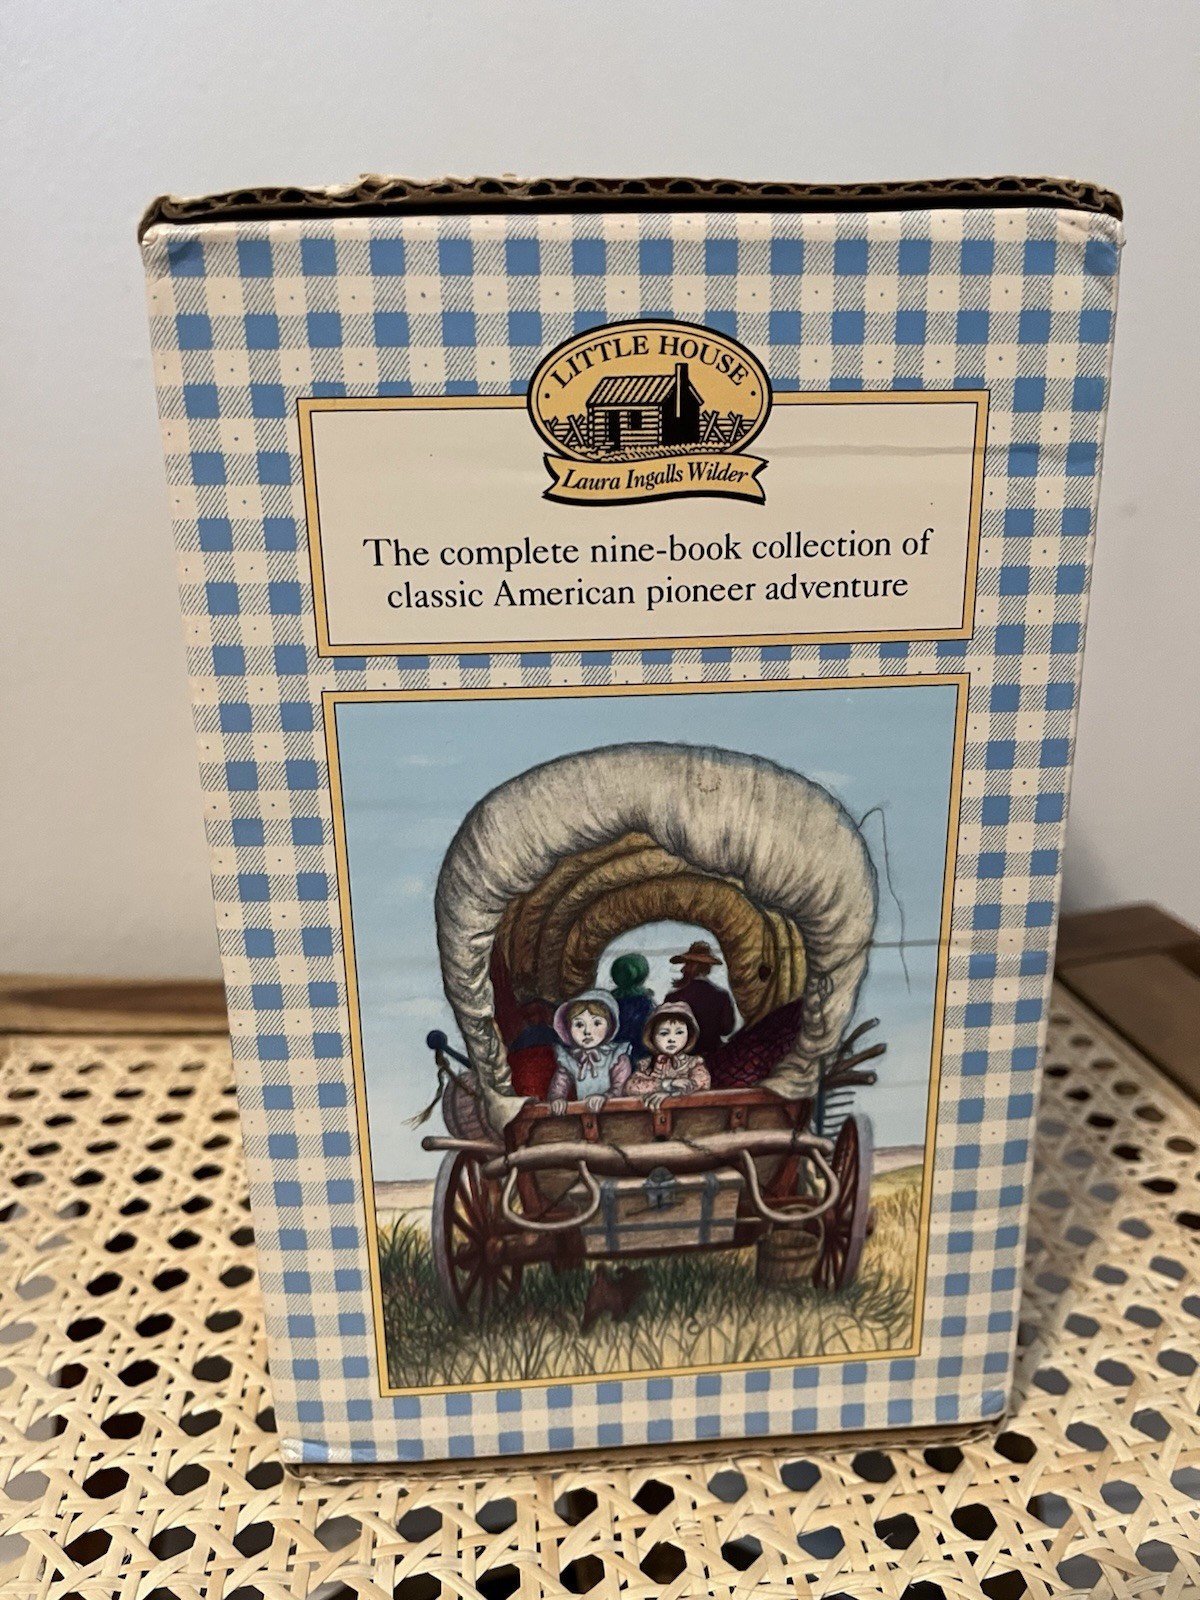 LITTLE HOUSE
Laura Ingalls Wilder
The complete nine-book collection of
classic American pioneer adventure